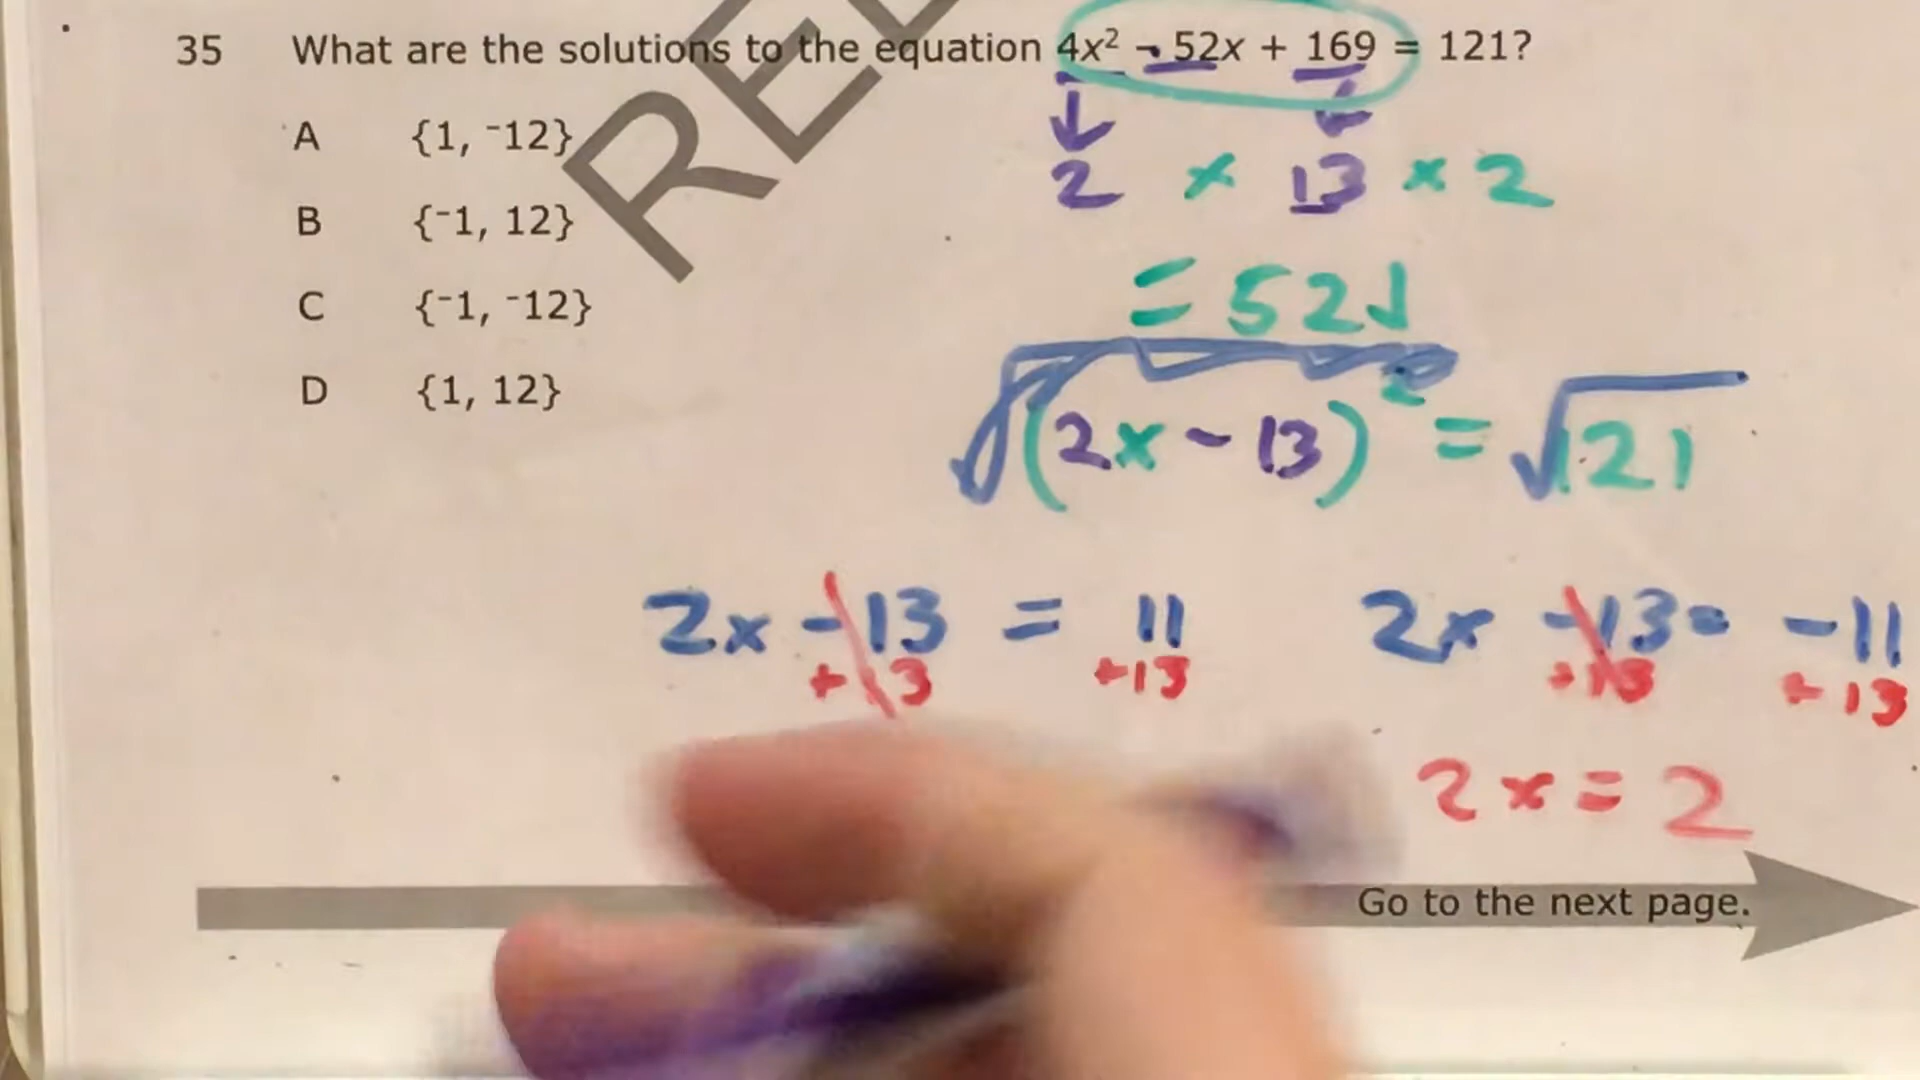 35 What are the solutions to the equation 4x² - 52x + 169 = 121?
A {1, ⁻12}
B {⁻1, 12}
C {⁻1, ⁻12}
D {1, 12}
2 x 13 x 2
= 52 √
√(2x - 13)² = √121
2x - 13 = 11
+13 +13
2x - 13 = -11
+13 +13
2x = 2
Go to the next page.